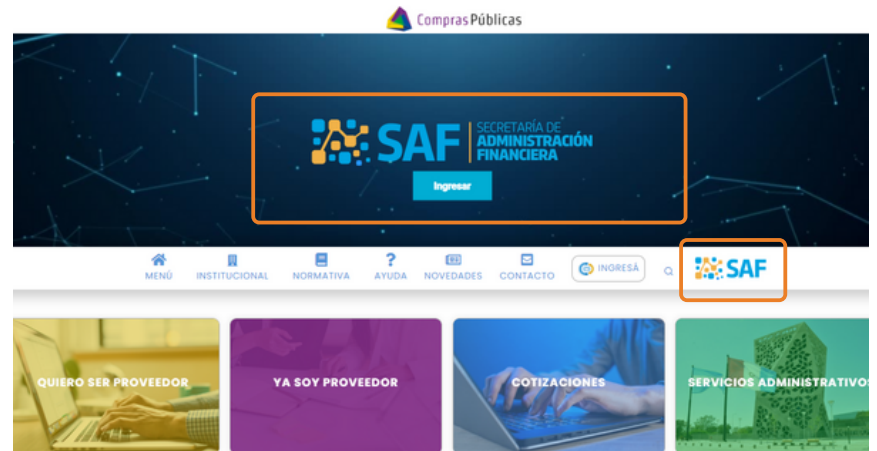 Compras Públicas
SAF
SECRETARÍA DE
ADMINISTRACIÓN
FINANCIERA
Ingresar
MENÚ
INSTITUCIONAL
NORMATIVA
AYUDA
NOVEDADES
CONTACTO
INGRESÁ
SAF
QUIERO SER PROVEEDOR
YA SOY PROVEEDOR
COTIZACIONES
SERVICIOS ADMINISTRATIVOS